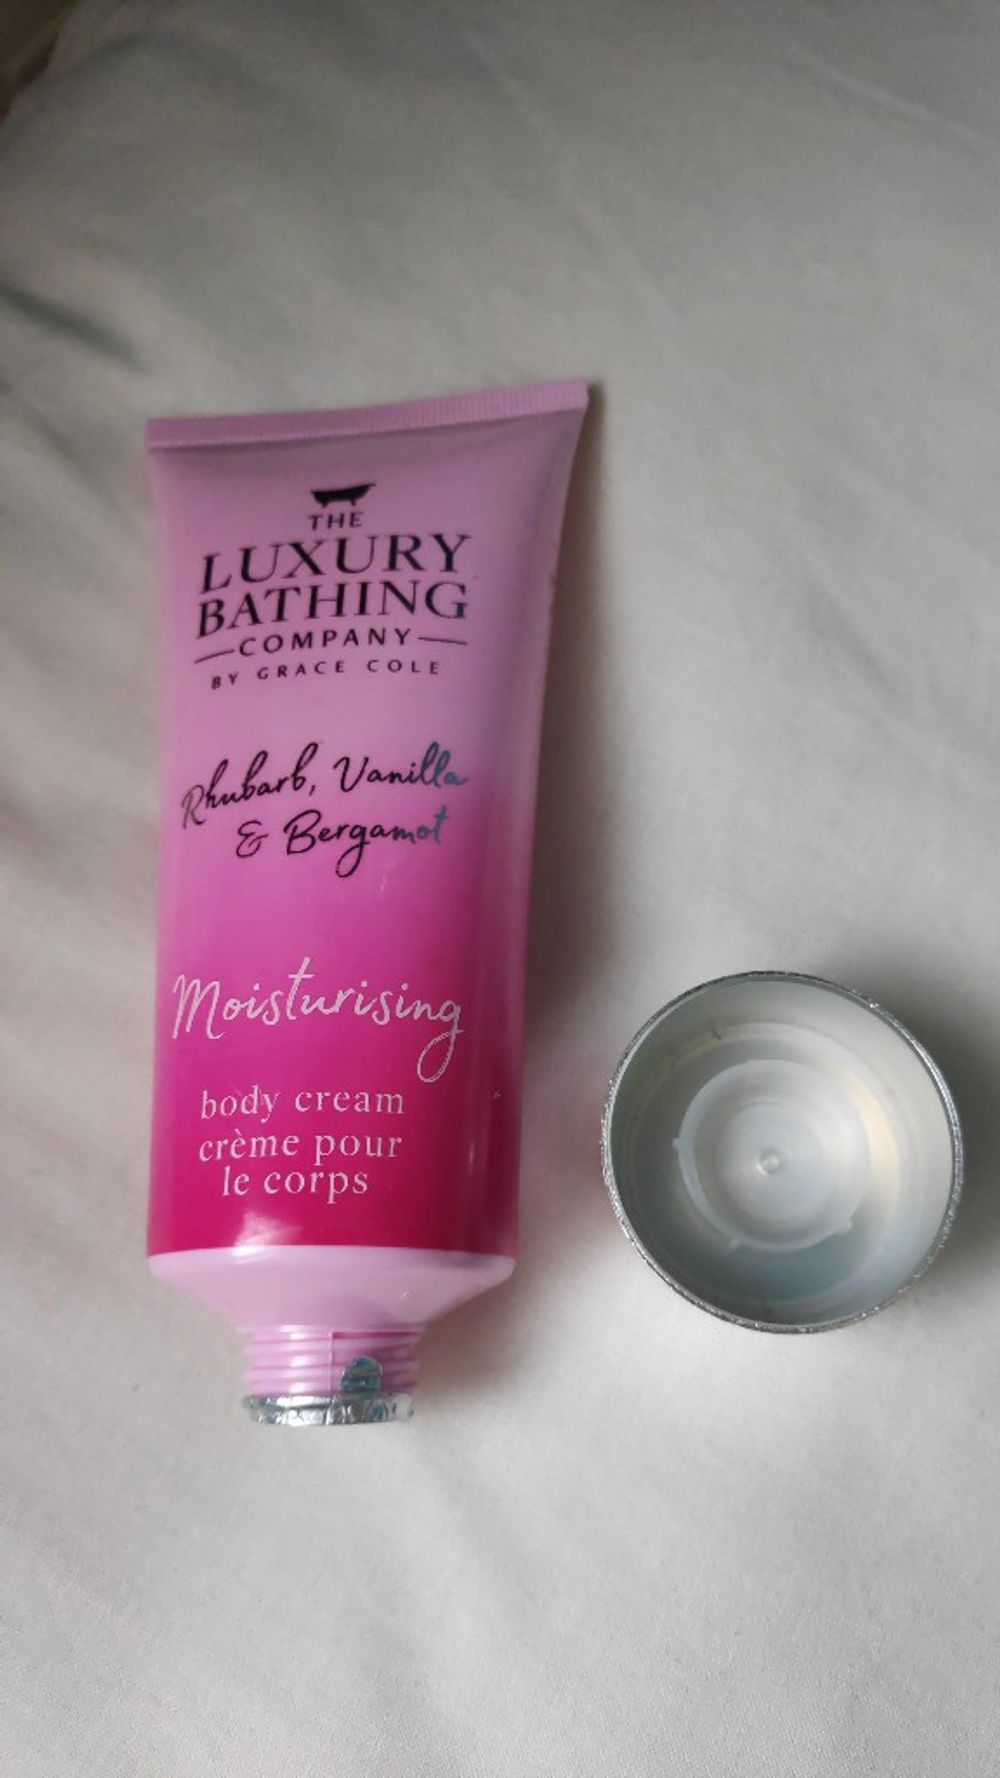 THE
LUXURY
BATHING
COMPANY
BY GRACE COLE
Rhubarb, Vanilla
& Bergamot
Moisturising
body cream
crème pour
le corps